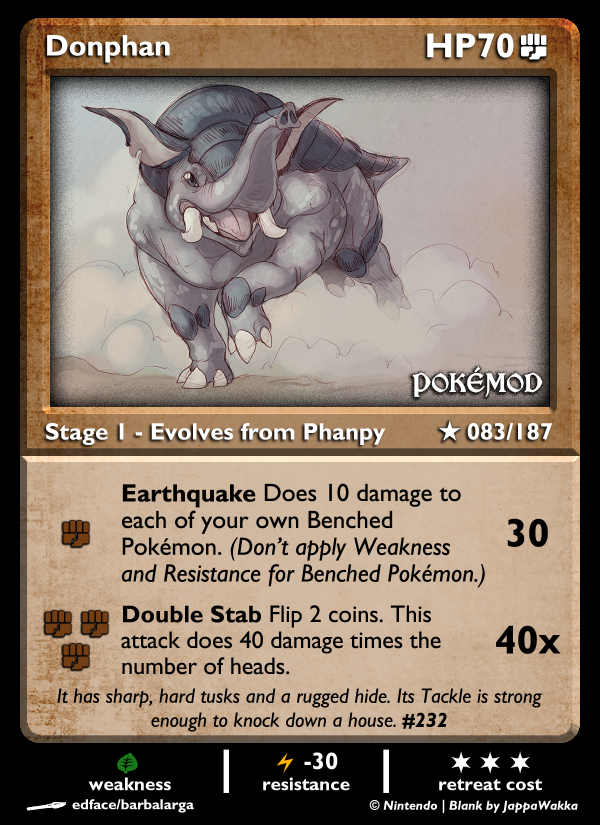 Donphan HP70
POKÉMOD
Stage 1 - Evolves from Phanpy ★ 083/187
Earthquake Does 10 damage to
each of your own Benched
Pokémon. (Don't apply Weakness
and Resistance for Benched Pokémon.)
30
Double Stab Flip 2 coins. This
attack does 40 damage times the
number of heads.
40x
It has sharp, hard tusks and a rugged hide. Its Tackle is strong
enough to knock down a house. #232
weakness
-30
resistance
retreat cost
edface/barbalarga
© Nintendo | Blank by JappaWakka